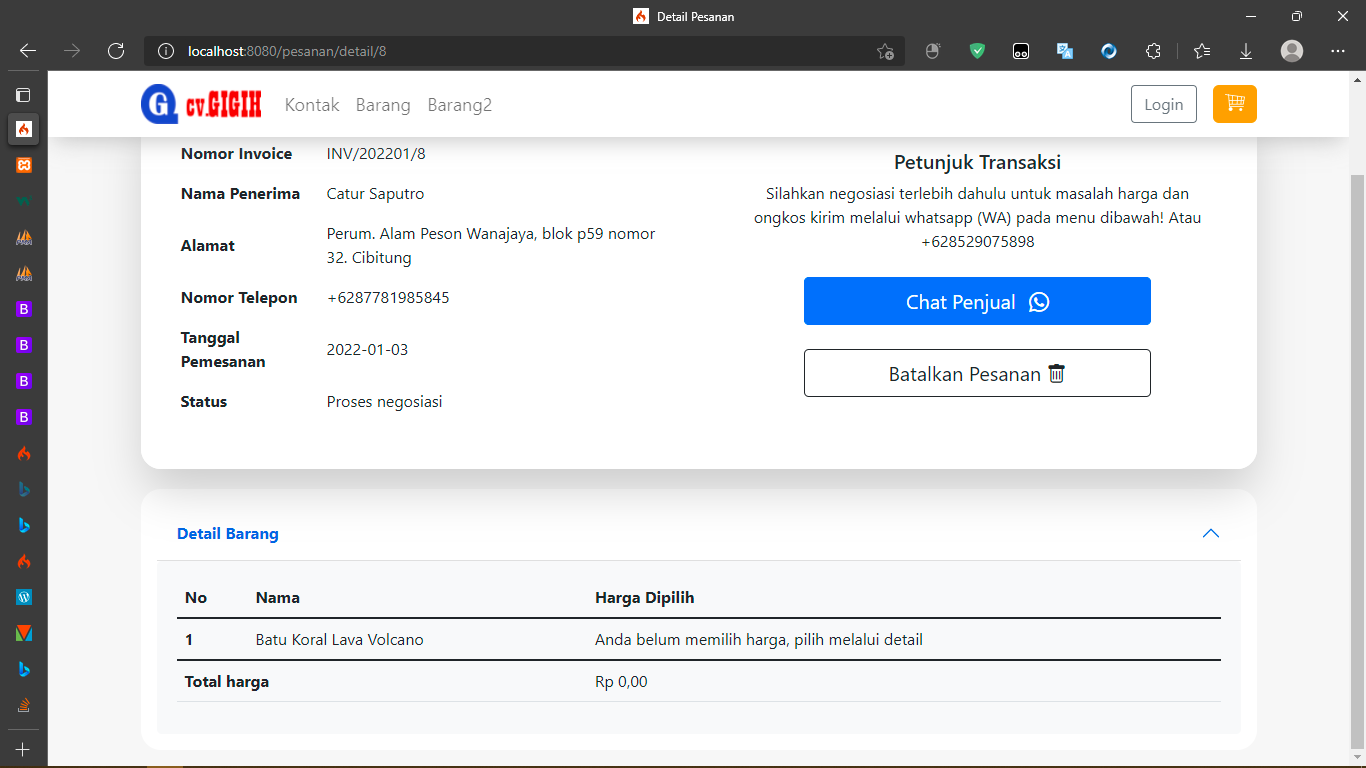 Detail Pesanan
localhost:8080/pesanan/detail/8
G cv.GIGIH Kontak Barang Barang2 Login
Nomor Invoice INV/202201/8
Nama Penerima Catur Saputro
Alamat Perum. Alam Peson Wanajaya, blok p59 nomor
32. Cibitung
Nomor Telepon +6287781985845
Tanggal
Pemesanan 2022-01-03
Status Proses negosiasi
Petunjuk Transaksi
Silahkan negosiasi terlebih dahulu untuk masalah harga dan
ongkos kirim melalui whatsapp (WA) pada menu dibawah! Atau
+628529075898
Chat Penjual
Batalkan Pesanan
Detail Barang
No Nama Harga Dipilih
1 Batu Koral Lava Volcano Anda belum memilih harga, pilih melalui detail
Total harga Rp 0,00